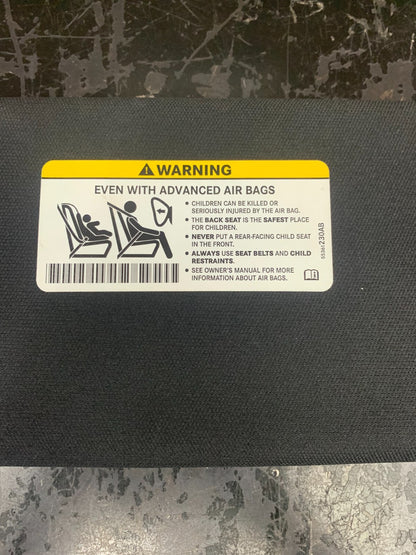 WARNING
EVEN WITH ADVANCED AIR BAGS
• CHILDREN CAN BE KILLED OR
SERIOUSLY INJURED BY THE AIR BAG.
• THE BACK SEAT IS THE SAFEST PLACE
FOR CHILDREN.
• NEVER PUT A REAR-FACING CHILD SEAT
IN THE FRONT.
• ALWAYS USE SEAT BELTS AND CHILD
RESTRAINTS.
• SEE OWNER'S MANUAL FOR MORE
INFORMATION ABOUT AIR BAGS.